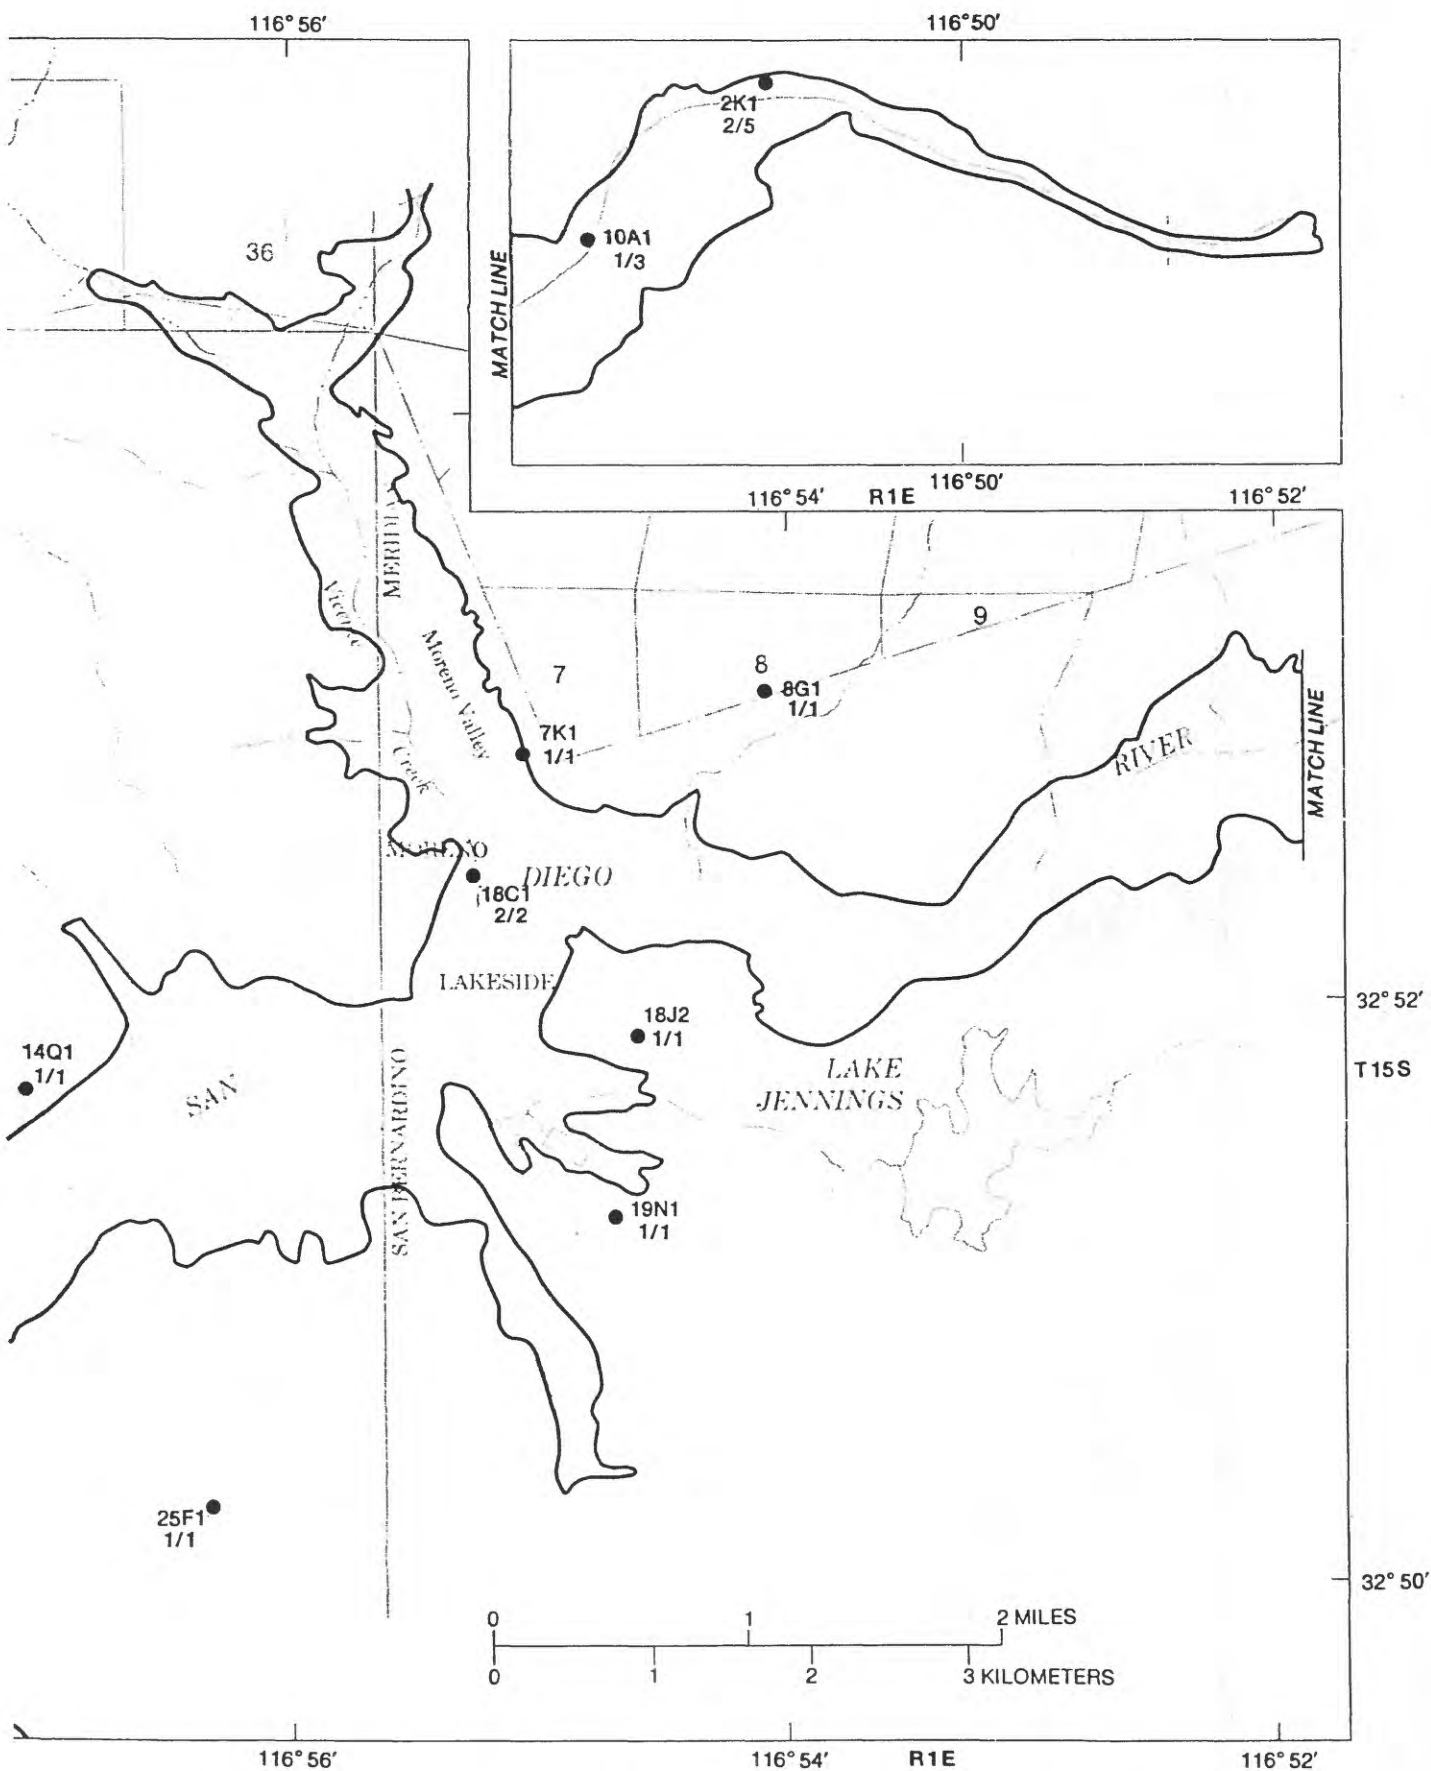 116°56′
116°50′
2K1
2/5
36
10A1
1/3
MATCH LINE
116°50′
116°54′ R1E 116°52′
MERIDIAN
Vicente
Moreno Valley
9
7
8
8G1
1/1
7K1
1/1
RIVER
MATCH LINE
Creek
MORENO
DIEGO
18C1
2/2
LAKESIDE
32°52′
18J2
1/1
14Q1
1/1
LAKE
JENNINGS
T15S
SAN
SAN BERNARDINO
19N1
1/1
25F1
1/1
32°50′
0 1 2 MILES
0 1 2 3 KILOMETERS
116°56′ 116°54′ R1E 116°52′